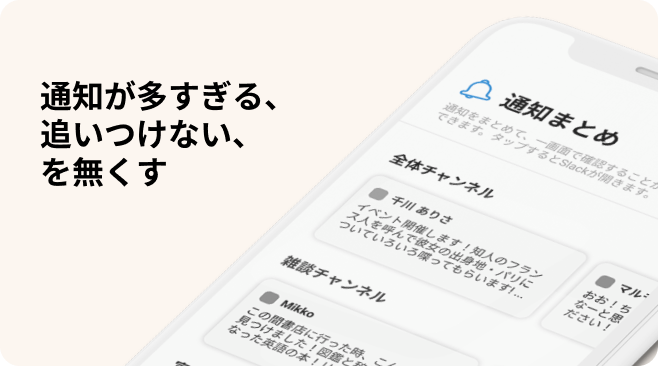 通知が多すぎる、
追いつけない、
を無くす
通知まとめ
通知をまとめて、一画面で確認することが
できます。タップするとSlackが開きます。
全体チャンネル
千川 ありさ
イベント開催します！知人のフラン
ス人を呼んで彼女の出身地・パリに
ついていろいろ喋ってもらいます!...
マル
おお！ち
なーと思
ださい！
雑談チャンネル
Mikko
この間書店に行った時、こん
見つけました！図鑑と
なった英語の本！